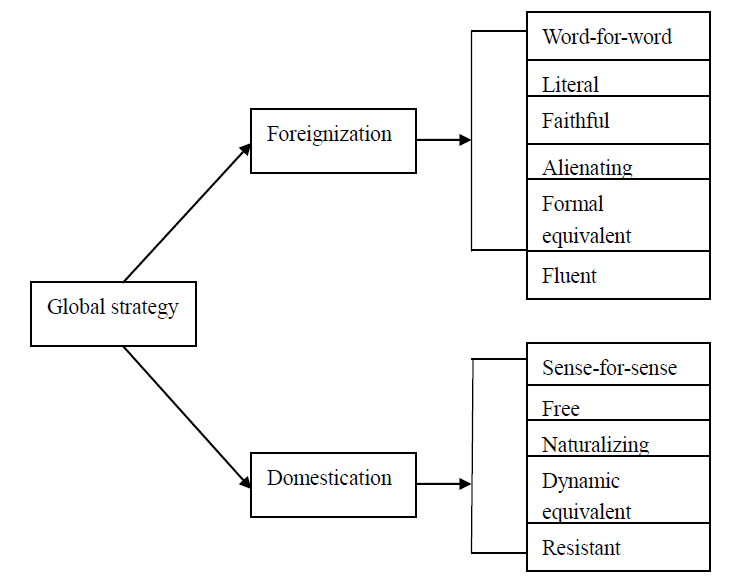 Global strategy
Foreignization
Word-for-word
Literal
Faithful
Alienating
Formal
equivalent
Fluent
Domestication
Sense-for-sense
Free
Naturalizing
Dynamic
equivalent
Resistant